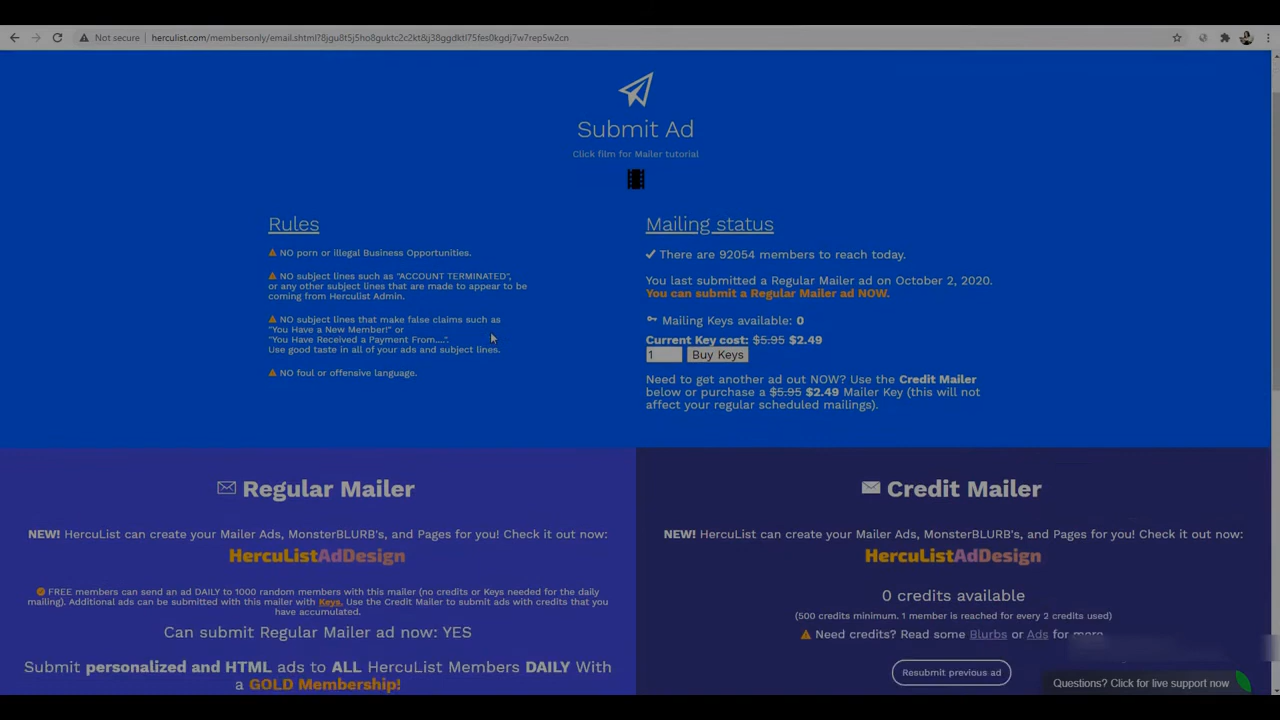 Not secure
herculist.com/membersonly/email.shtml?8jgu8t5j5ho8guktc2c2kt8j38ggdktl75fes0kgdj7w7rep5w2cn
Submit Ad
Click film for Mailer tutorial
Rules
NO porn or illegal Business Opportunities.
NO subject lines such as "ACCOUNT TERMINATED",
or any other subject lines that are made to appear to be
coming from Herculist Admin.
NO subject lines that make false claims such as
"You Have a New Member!" or
"You Have Received a Payment From....".
Use good taste in all of your ads and subject lines.
NO foul or offensive language.
Mailing status
There are 92054 members to reach today.
You last submitted a Regular Mailer ad on October 2, 2020.
You can submit a Regular Mailer ad NOW.
Mailing Keys available: 0
Current Key cost: $5.95 $2.49
1 Buy Keys
Need to get another ad out NOW? Use the Credit Mailer
below or purchase a $5.95 $2.49 Mailer Key (this will not
affect your regular scheduled mailings).
Regular Mailer
NEW! HercuList can create your Mailer Ads, MonsterBLURB's, and Pages for you! Check it out now:
HercuListAdDesign
FREE members can send an ad DAILY to 1000 random members with this mailer (no credits or Keys needed for the daily
mailing). Additional ads can be submitted with this mailer with Keys. Use the Credit Mailer to submit ads with credits that you
have accumulated.
Can submit Regular Mailer ad now: YES
Submit personalized and HTML ads to ALL HercuList Members DAILY With
a GOLD Membership!
Credit Mailer
NEW! HercuList can create your Mailer Ads, MonsterBLURB's, and Pages for you! Check it out now:
HercuListAdDesign
0 credits available
(500 credits minimum. 1 member is reached for every 2 credits used)
Need credits? Read some Blurbs or Ads for more
Resubmit previous ad
Questions? Click for live support now